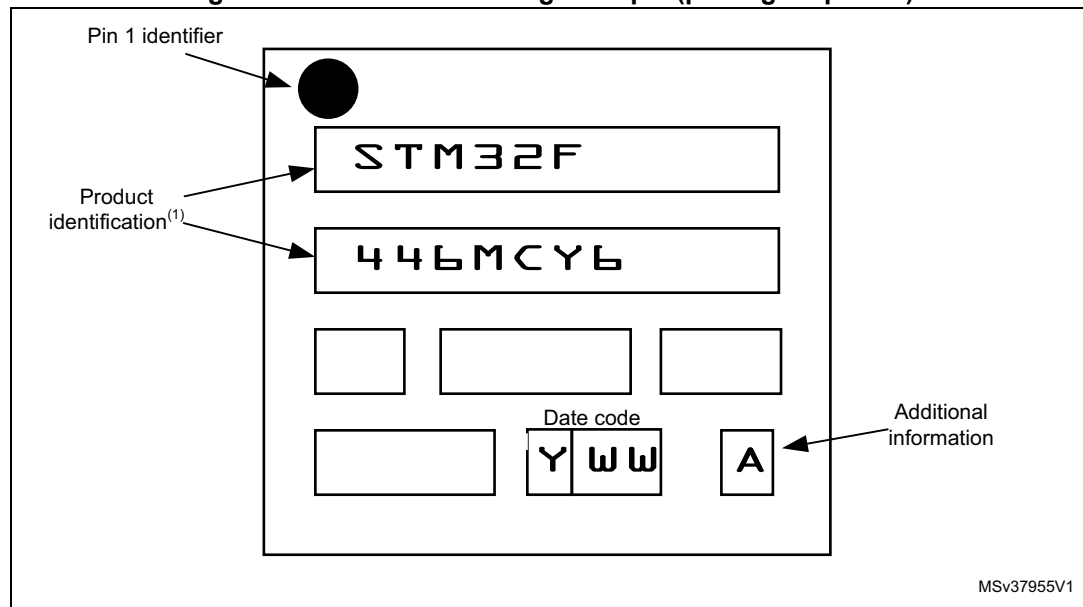 Pin 1 identifier
STM32F
Product
identification(1)
446MCY6
Date code
Y WW
A
Additional
information
MSv37955V1